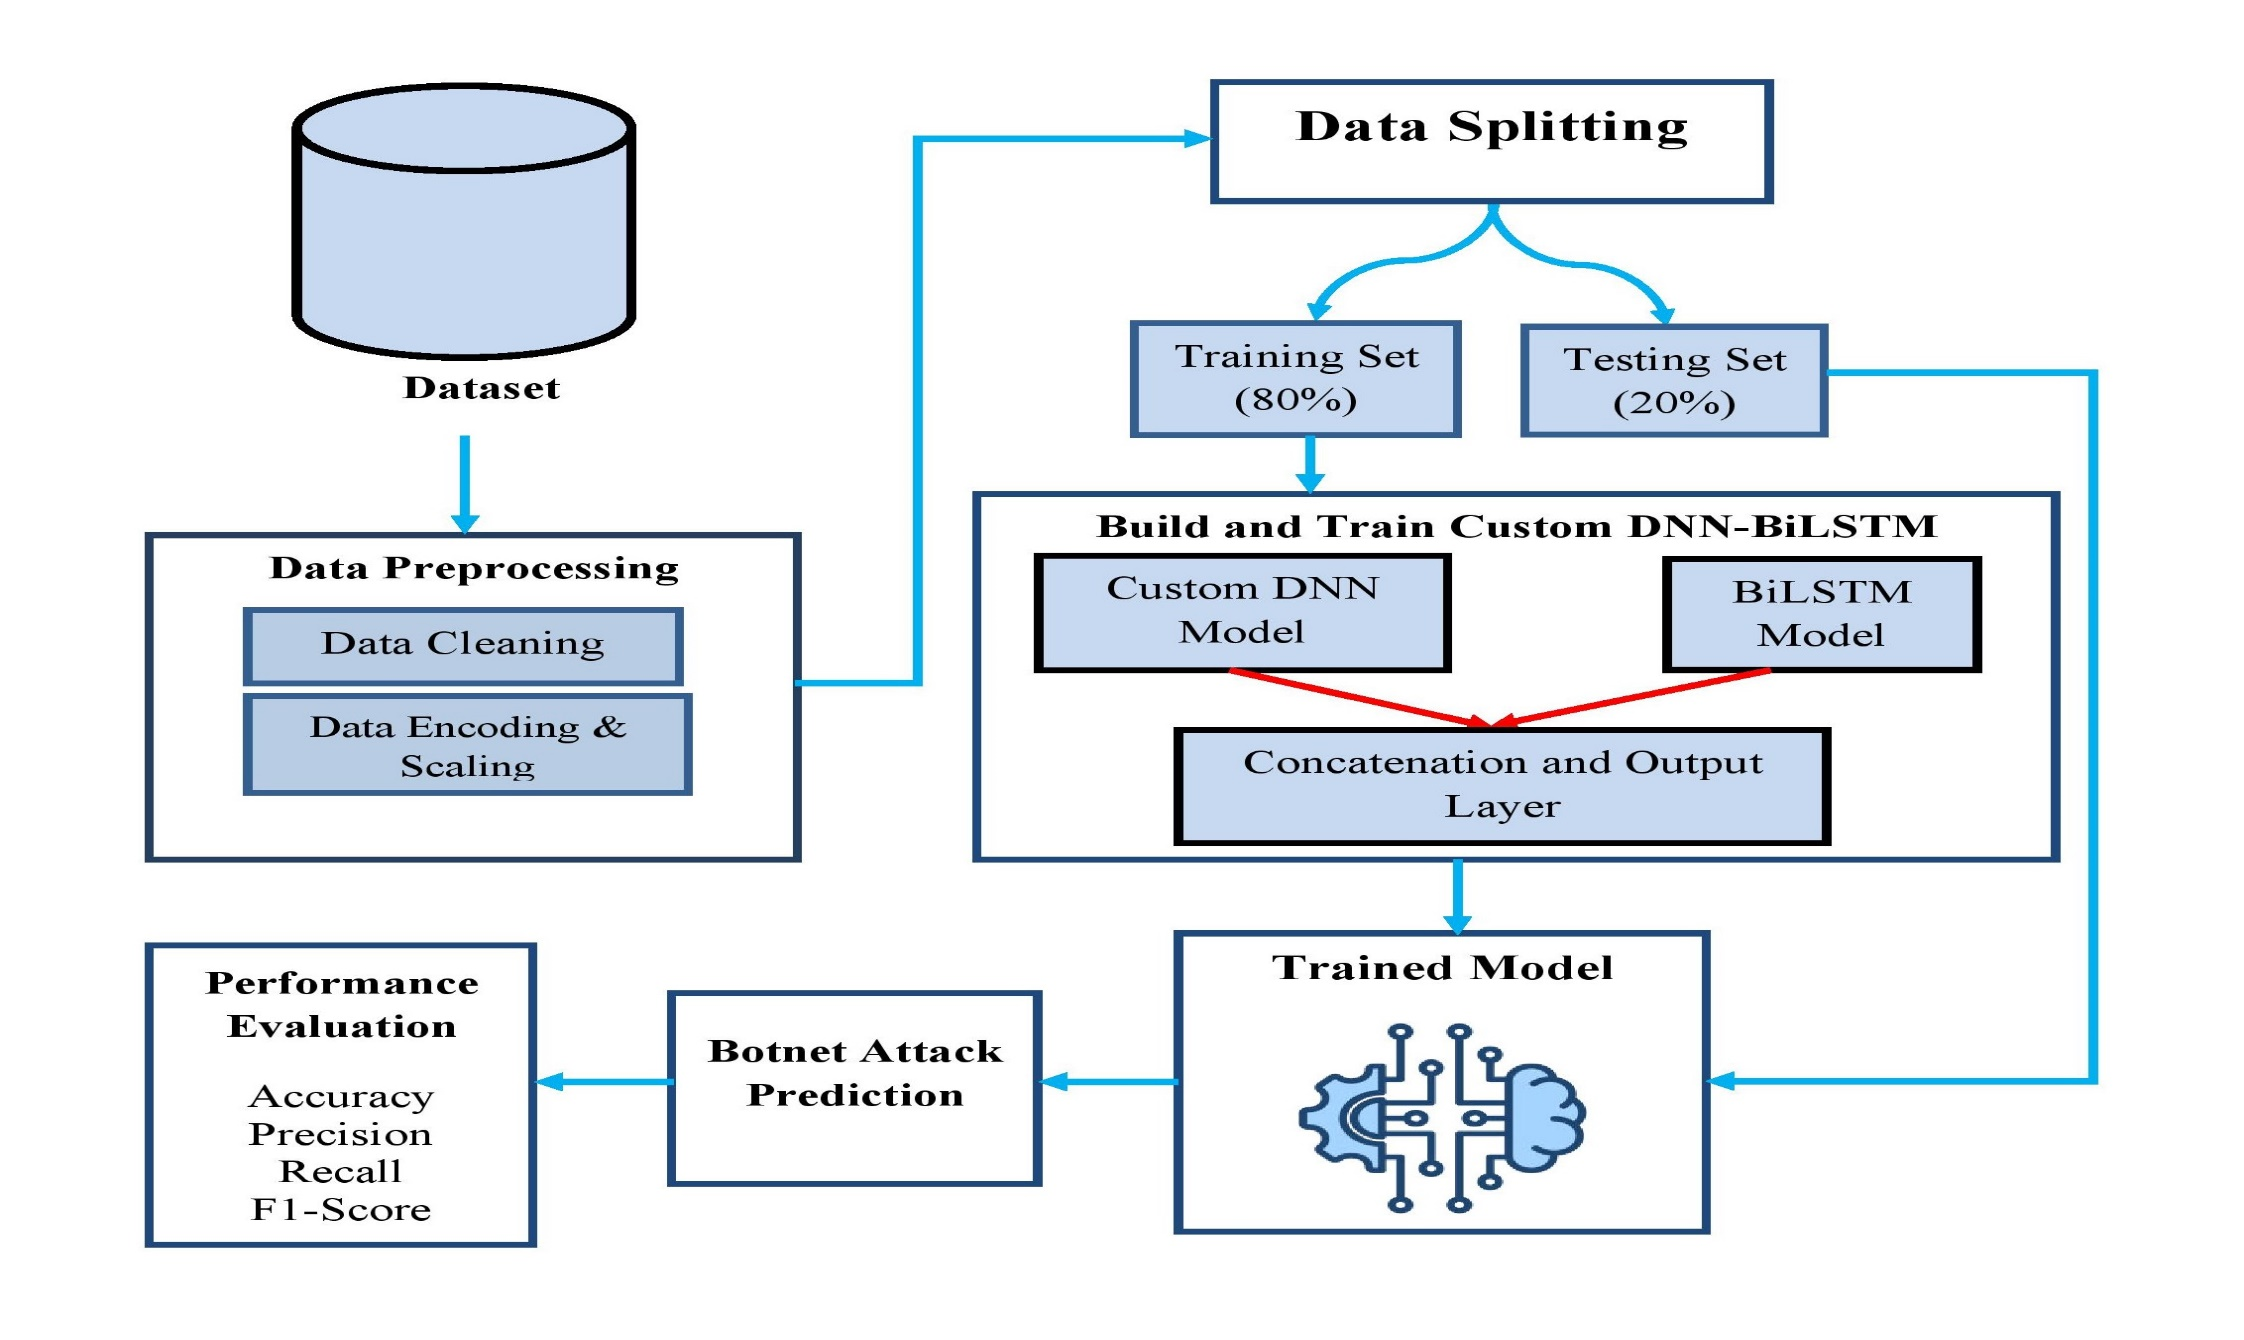 Dataset
Data Preprocessing
Data Cleaning
Data Encoding &
Scaling
Data Splitting
Training Set
(80%)
Testing Set
(20%)
Build and Train Custom DNN-BiLSTM
Custom DNN
Model
BiLSTM
Model
Concatenation and Output
Layer
Trained Model
Botnet Attack
Prediction
Performance
Evaluation
Accuracy
Precision
Recall
F1-Score